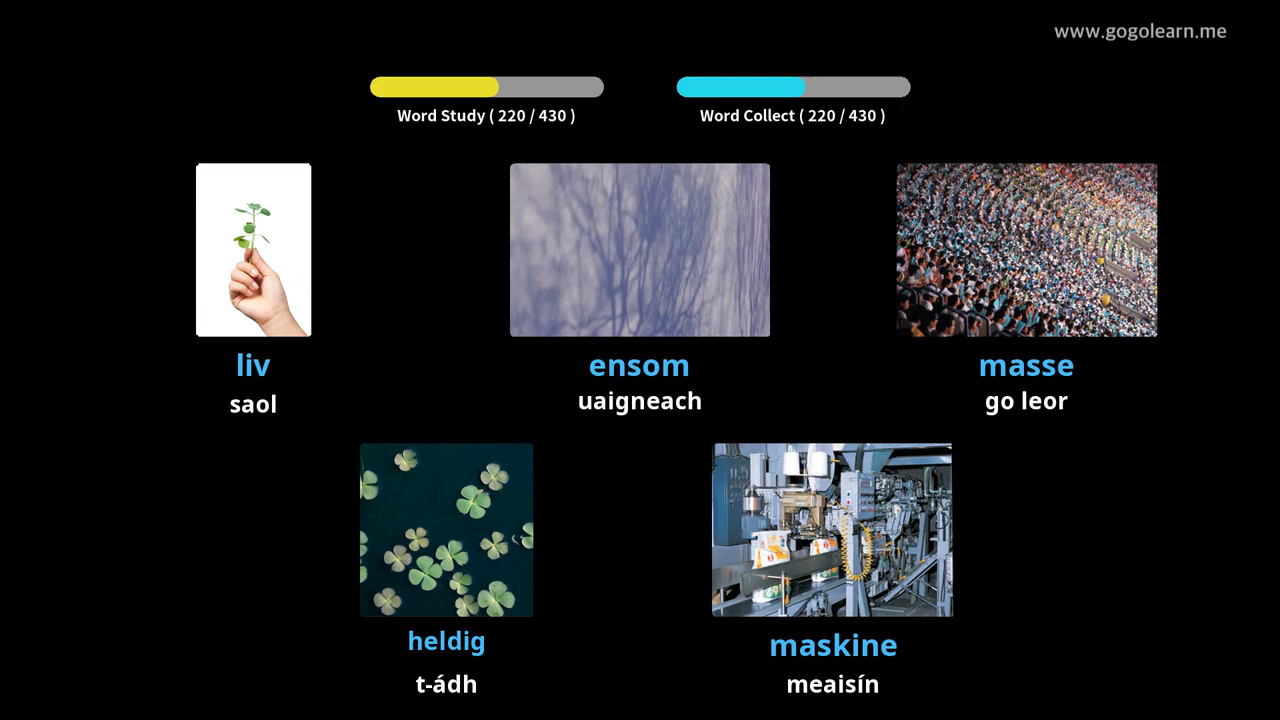 www.gogolearn.me
Word Study ( 220 / 430 )
Word Collect ( 220 / 430 )
liv
ensom
masse
saol
uaigneach
go leor
heldig
maskine
t-ádh
meaisín